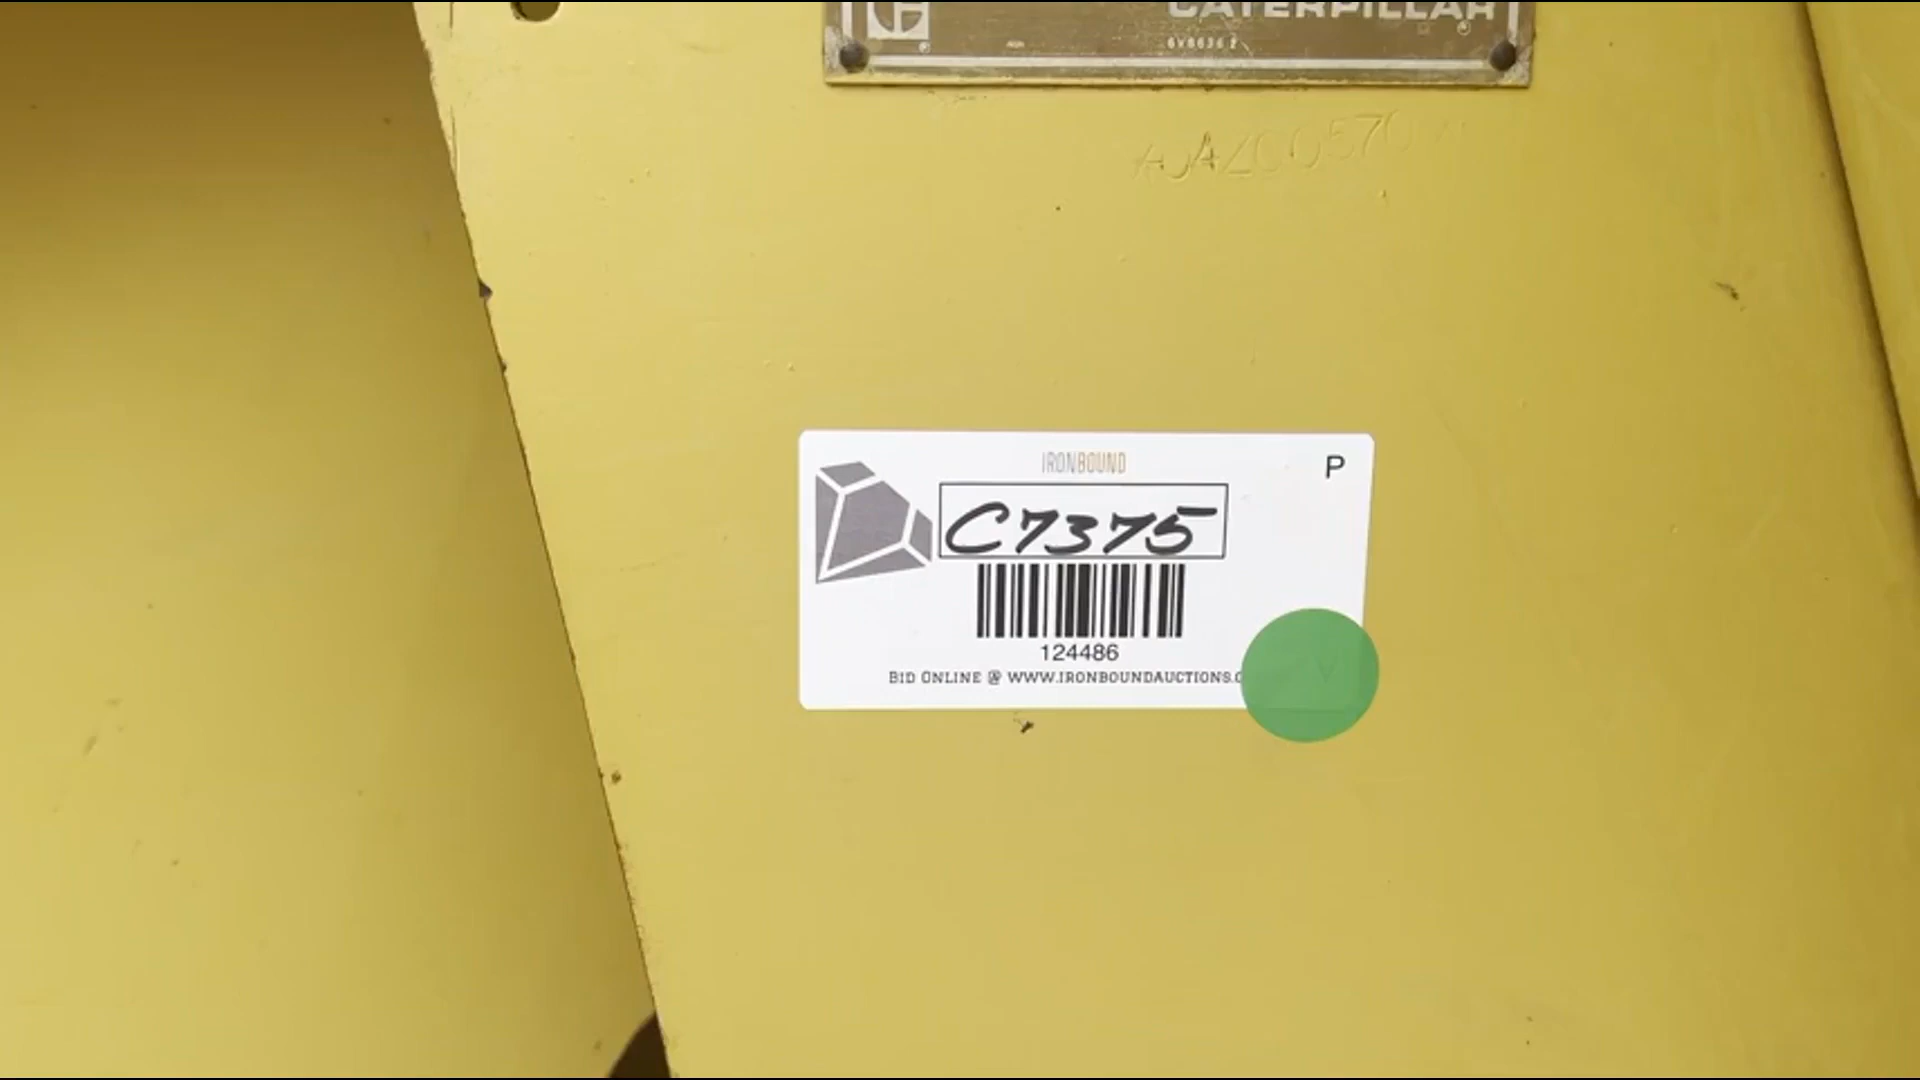 CATERPILLAR
IRONBOUND
P
C7375
124486
BID ONLINE @ WWW.IRONBOUNDAUCTIONS.C
V